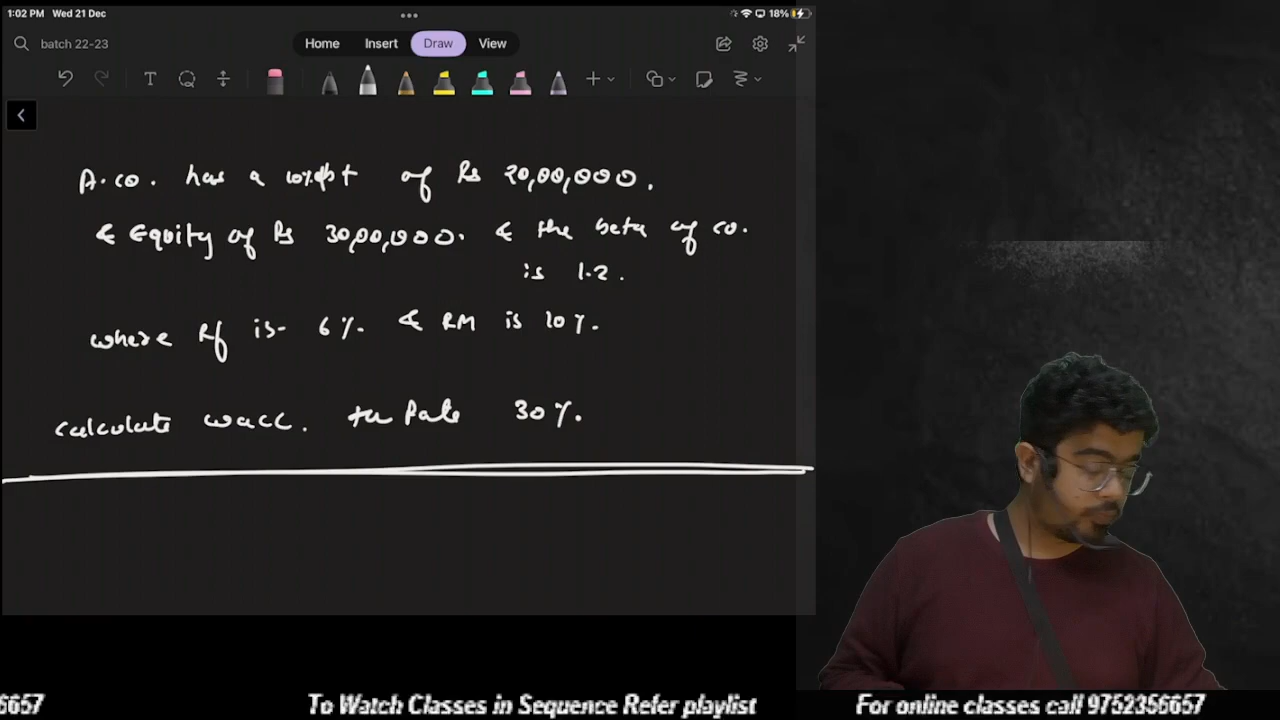 1:02 PM Wed 21 Dec
18%
batch 22-23
Home Insert Draw View
A.co. has a 10% dbt of Rs 20,00,000.
& Equity of Rs 30,00,000. & the beta of co.
is 1.2.
where Rf is- 6%. & RM is 10%.
calculate wacc. tax Rate 30%.
6657 To Watch Classes in Sequence Refer playlist For online classes call 9752356657